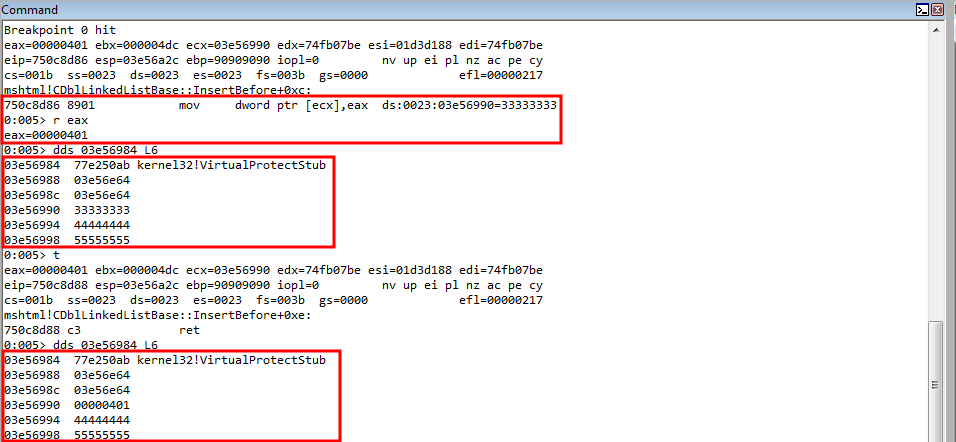 Command
Breakpoint 0 hit
eax=00000401 ebx=000004dc ecx=03e56990 edx=74fb07be esi=01d3d188 edi=74fb07be
eip=750c8d86 esp=03e56a2c ebp=90909090 iopl=0         nv up ei pl nz ac pe cy
cs=001b  ss=0023  ds=0023  es=0023  fs=003b  gs=0000             efl=00000217
mshtml!CDblLinkedListBase::InsertBefore+0xc:
750c8d86 8901            mov     dword ptr [ecx],eax  ds:0023:03e56990=33333333
0:005> r eax
eax=00000401
0:005> dds 03e56984 L6
03e56984  77e250ab kernel32!VirtualProtectStub
03e56988  03e56e64
03e5698c  03e56e64
03e56990  33333333
03e56994  44444444
03e56998  55555555
0:005> t
eax=00000401 ebx=000004dc ecx=03e56990 edx=74fb07be esi=01d3d188 edi=74fb07be
eip=750c8d88 esp=03e56a2c ebp=90909090 iopl=0         nv up ei pl nz ac pe cy
cs=001b  ss=0023  ds=0023  es=0023  fs=003b  gs=0000             efl=00000217
mshtml!CDblLinkedListBase::InsertBefore+0xe:
750c8d88 c3              ret
0:005> dds 03e56984 L6
03e56984  77e250ab kernel32!VirtualProtectStub
03e56988  03e56e64
03e5698c  03e56e64
03e56990  00000401
03e56994  44444444
03e56998  55555555